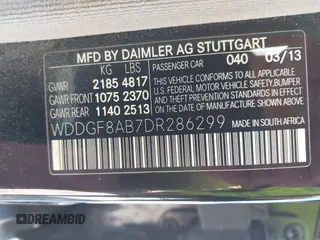 MFD BY DAIMLER AG STUTTGART
KG LBS PASSENGER CAR 040 03/13
GVWR 2185 4817
GAWR FRONT 1075 2370
GAWR REAR 1140 2513
THIS VEHICLE CONFORMS TO ALL
APPLICABLE U.S. FEDERAL MOTOR
VEHICLE SAFETY, BUMPER, AND
THEFT PREVENTION STANDARDS IN
EFFECT ON THE DATE OF
MANUFACTURE SHOWN ABOVE.
WDDGF8AB7DR286299
MADE IN SOUTH AFRICA
DREAMBID